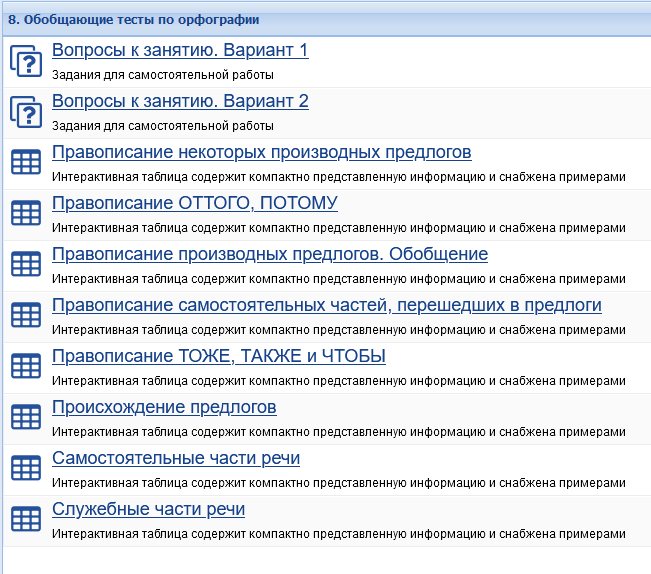 8. Обобщающие тесты по орфографии
Вопросы к занятию. Вариант 1
Задания для самостоятельной работы
Вопросы к занятию. Вариант 2
Задания для самостоятельной работы
Правописание некоторых производных предлогов
Интерактивная таблица содержит компактно представленную информацию и снабжена примерами
Правописание ОТТОГО, ПОТОМУ
Интерактивная таблица содержит компактно представленную информацию и снабжена примерами
Правописание производных предлогов. Обобщение
Интерактивная таблица содержит компактно представленную информацию и снабжена примерами
Правописание самостоятельных частей, перешедших в предлоги
Интерактивная таблица содержит компактно представленную информацию и снабжена примерами
Правописание ТОЖЕ, ТАКЖЕ и ЧТОБЫ
Интерактивная таблица содержит компактно представленную информацию и снабжена примерами
Происхождение предлогов
Интерактивная таблица содержит компактно представленную информацию и снабжена примерами
Самостоятельные части речи
Интерактивная таблица содержит компактно представленную информацию и снабжена примерами
Служебные части речи
Интерактивная таблица содержит компактно представленную информацию и снабжена примерами